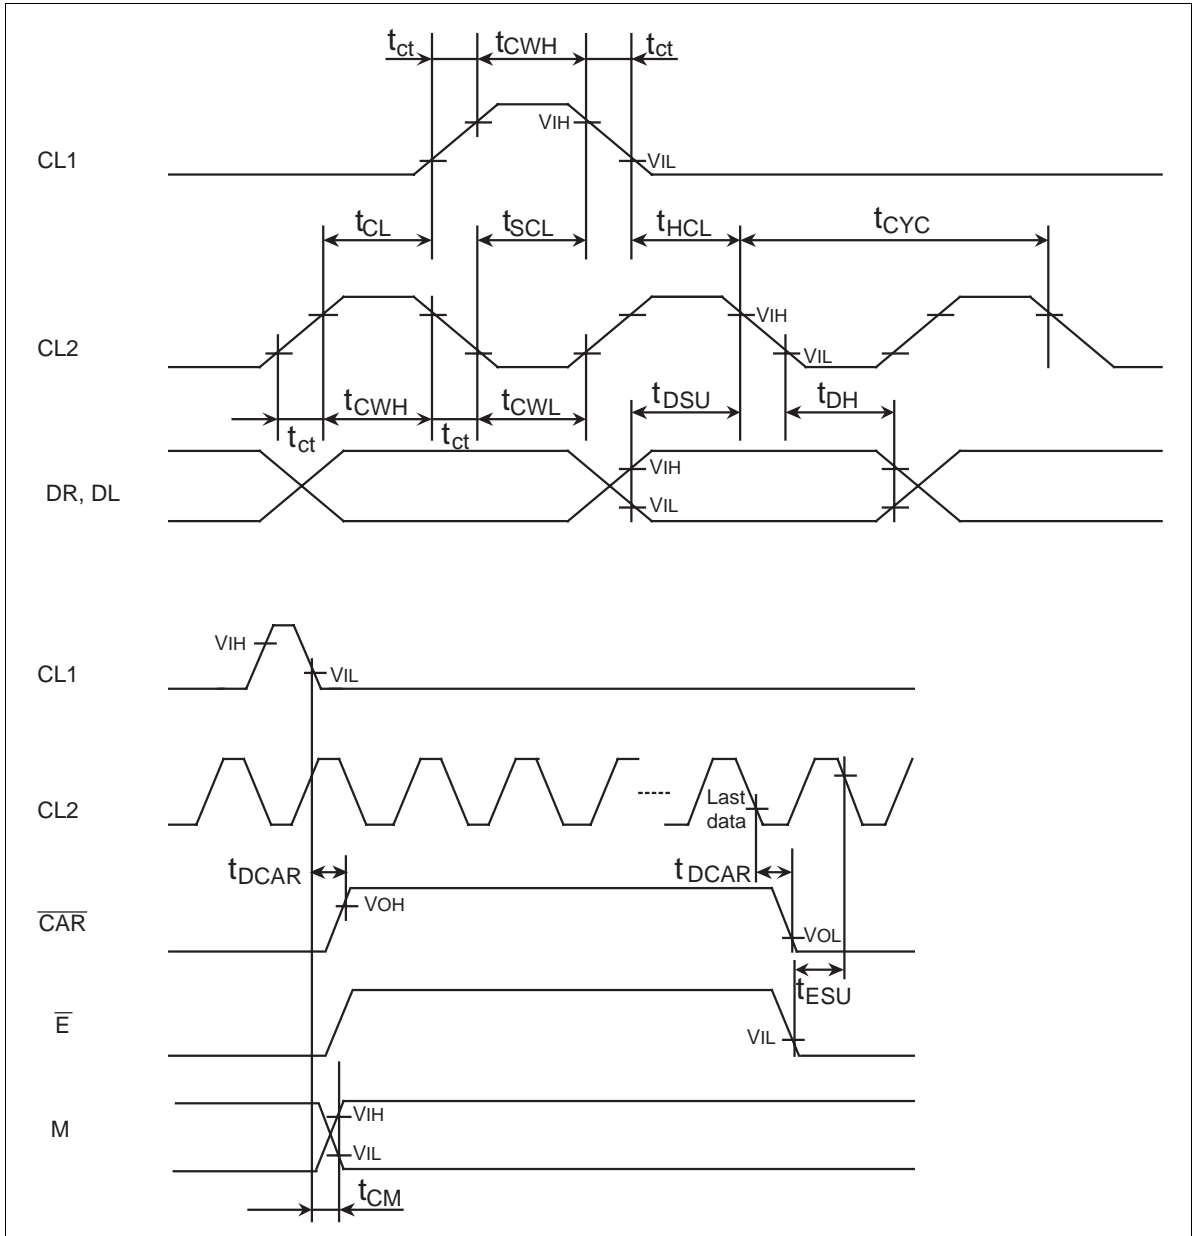 tct tCWH tct
VIH
CL1 VIL
tCL tSCL tHCL tCYC
VIH
CL2 VIL
tDSU tDH
tCWH tCWL
tct tct
VIH
DR, DL
VIL
VIH
CL1 VIL
CL2 Last
data
tDCAR tDCAR
VOH
CAR
VOL
tESU
E
VIL
VIH
M
VIL
tCM